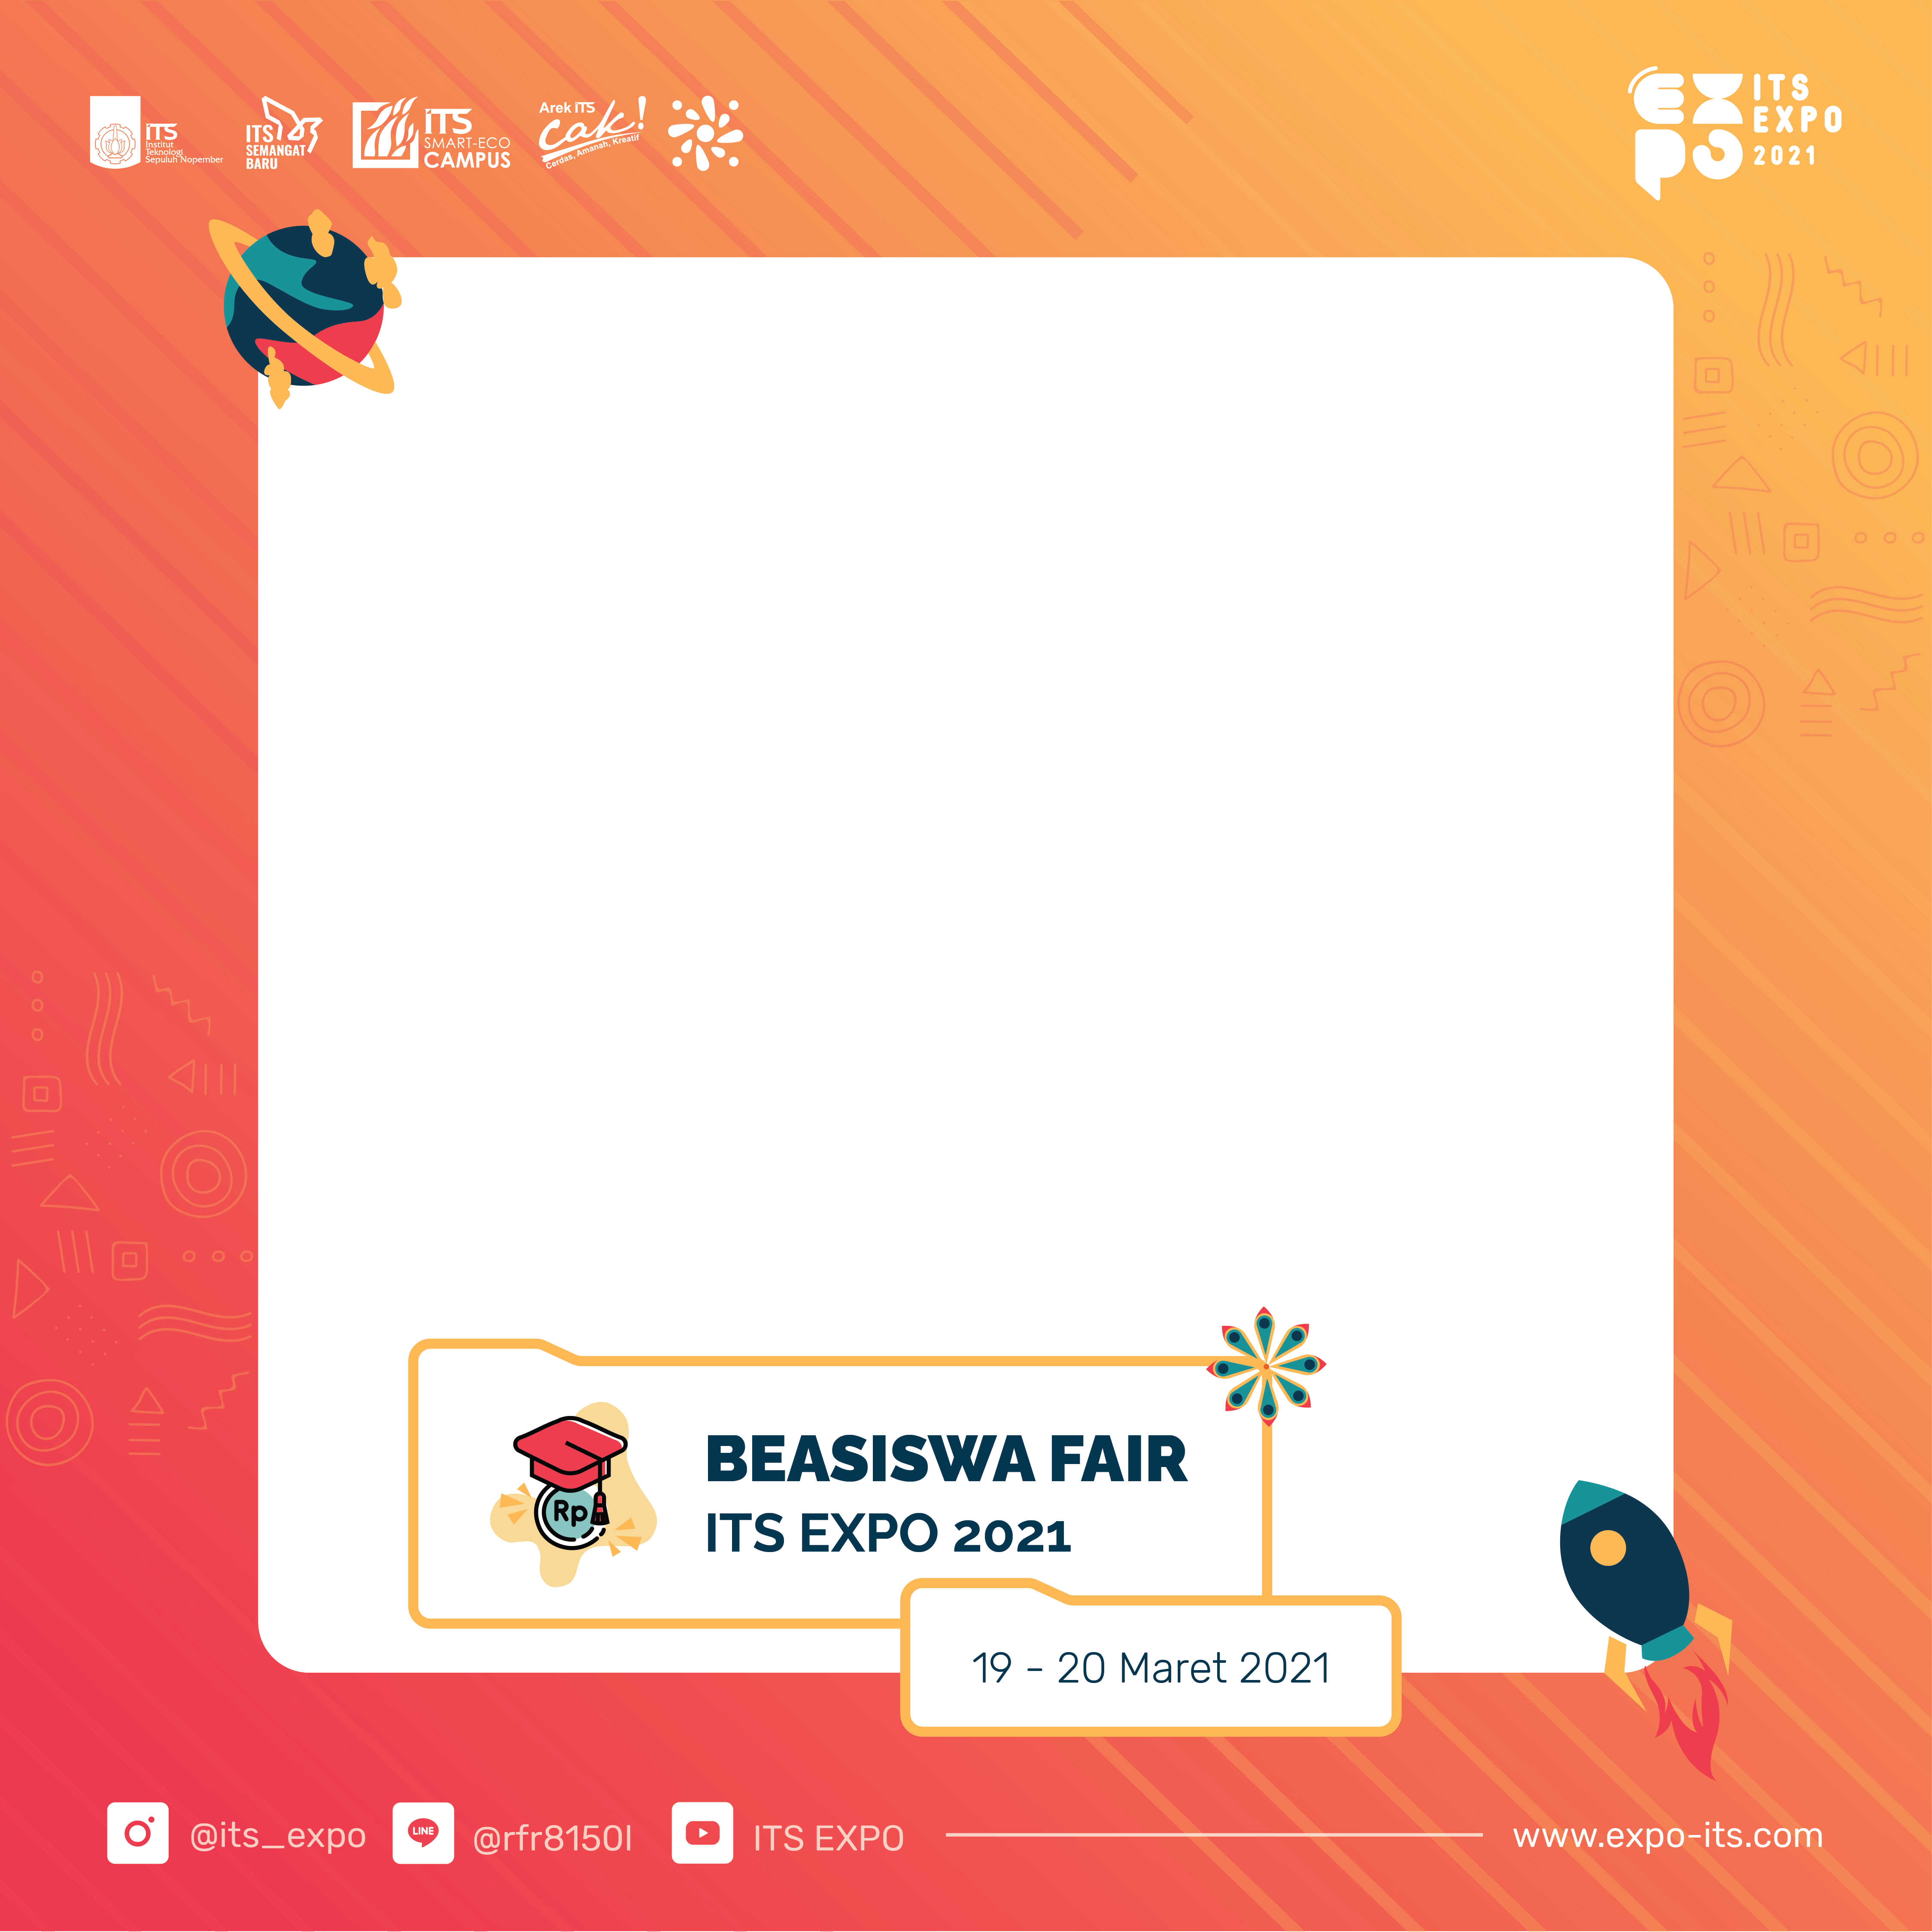 ITS
Institut
Teknologi
Sepuluh Nopember
ITS
SEMANGAT
BARU
ITS
SMART-ECO
CAMPUS
Arek ITS
Cak!
Cerdas, Amanah, Kreatif
EXPO
ITS
EXPO
2021
Rp
BEASISWA FAIR
ITS EXPO 2021
19 - 20 Maret 2021
@its_expo
LINE
@rfr8150l
ITS EXPO
www.expo-its.com